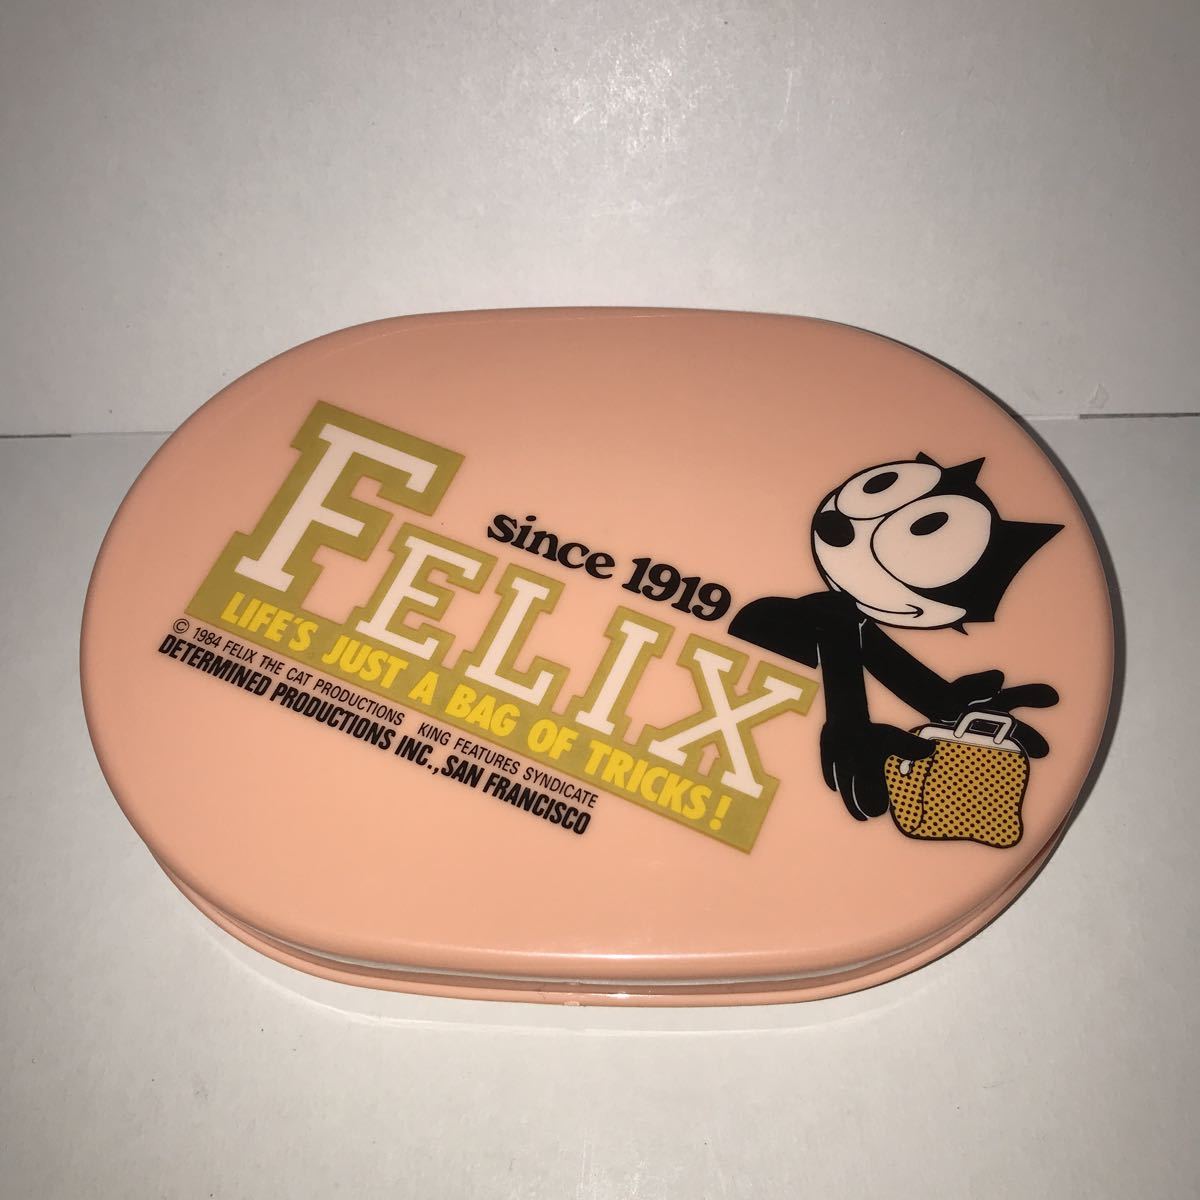 since 1919
FELIX
LIFE'S JUST A BAG OF TRICKS!
© 1984 FELIX THE CAT PRODUCTIONS KING FEATURES SYNDICATE
DETERMINED PRODUCTIONS INC., SAN FRANCISCO